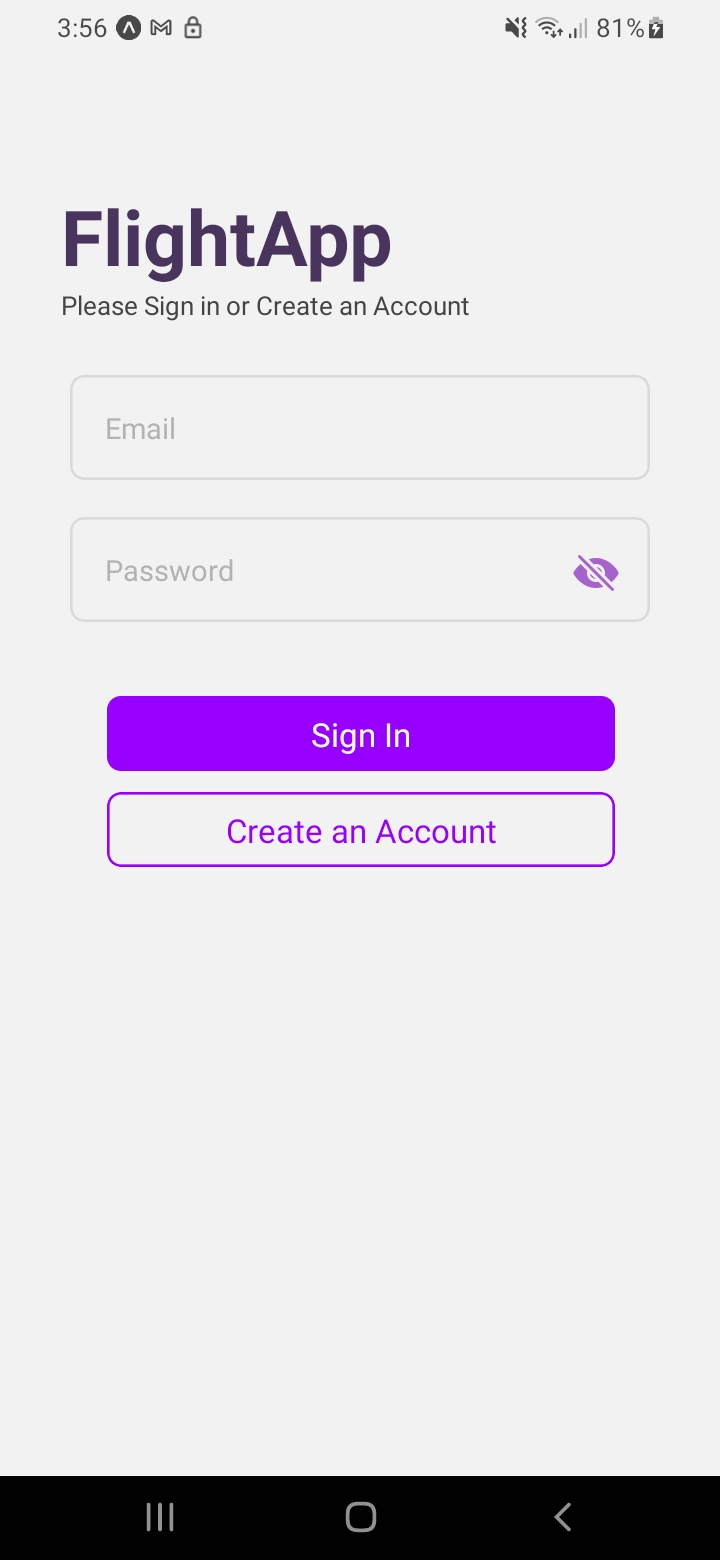 3:56 81%
FlightApp
Please Sign in or Create an Account
Email
Password
Sign In
Create an Account